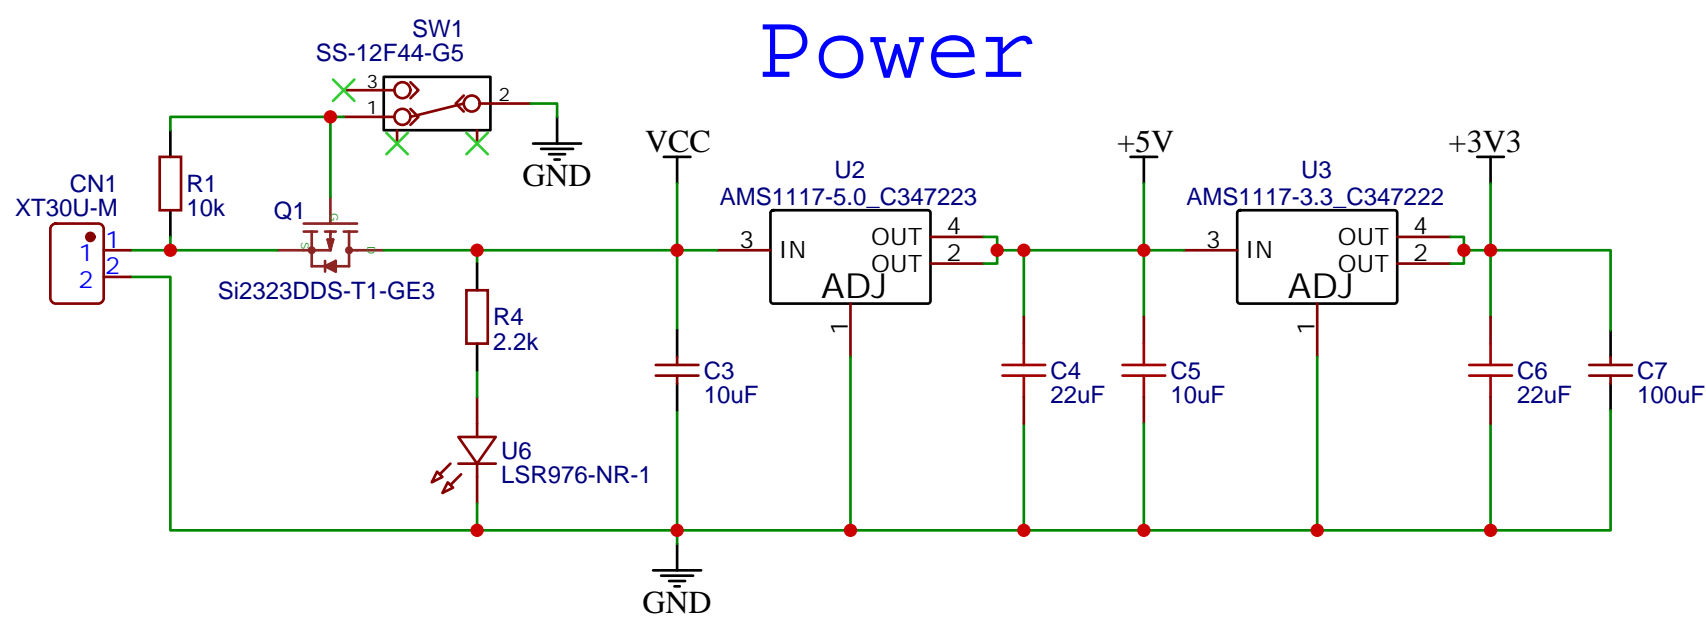 Power
SW1
SS-12F44-G5
3
1
2
GND
VCC
+5V
+3V3
CN1
XT30U-M
1
2
1
2
R1
10k
Q1
G
S
D
Si2323DDS-T1-GE3
U2
AMS1117-5.0_C347223
3
IN
OUT
OUT
4
2
ADJ
1
U3
AMS1117-3.3_C347222
3
IN
OUT
OUT
4
2
ADJ
1
R4
2.2k
C3
10uF
C4
22uF
C5
10uF
C6
22uF
C7
100uF
U6
LSR976-NR-1
GND